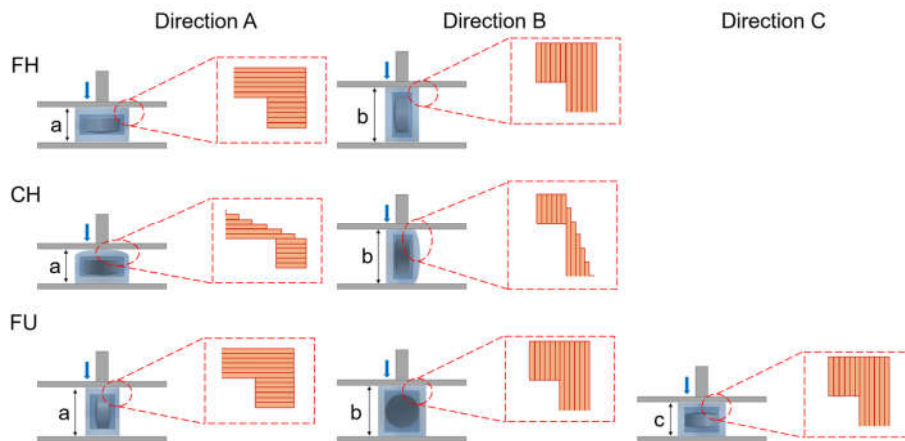 Direction A Direction B Direction C
FH
a b
CH
a b
FU
a b c